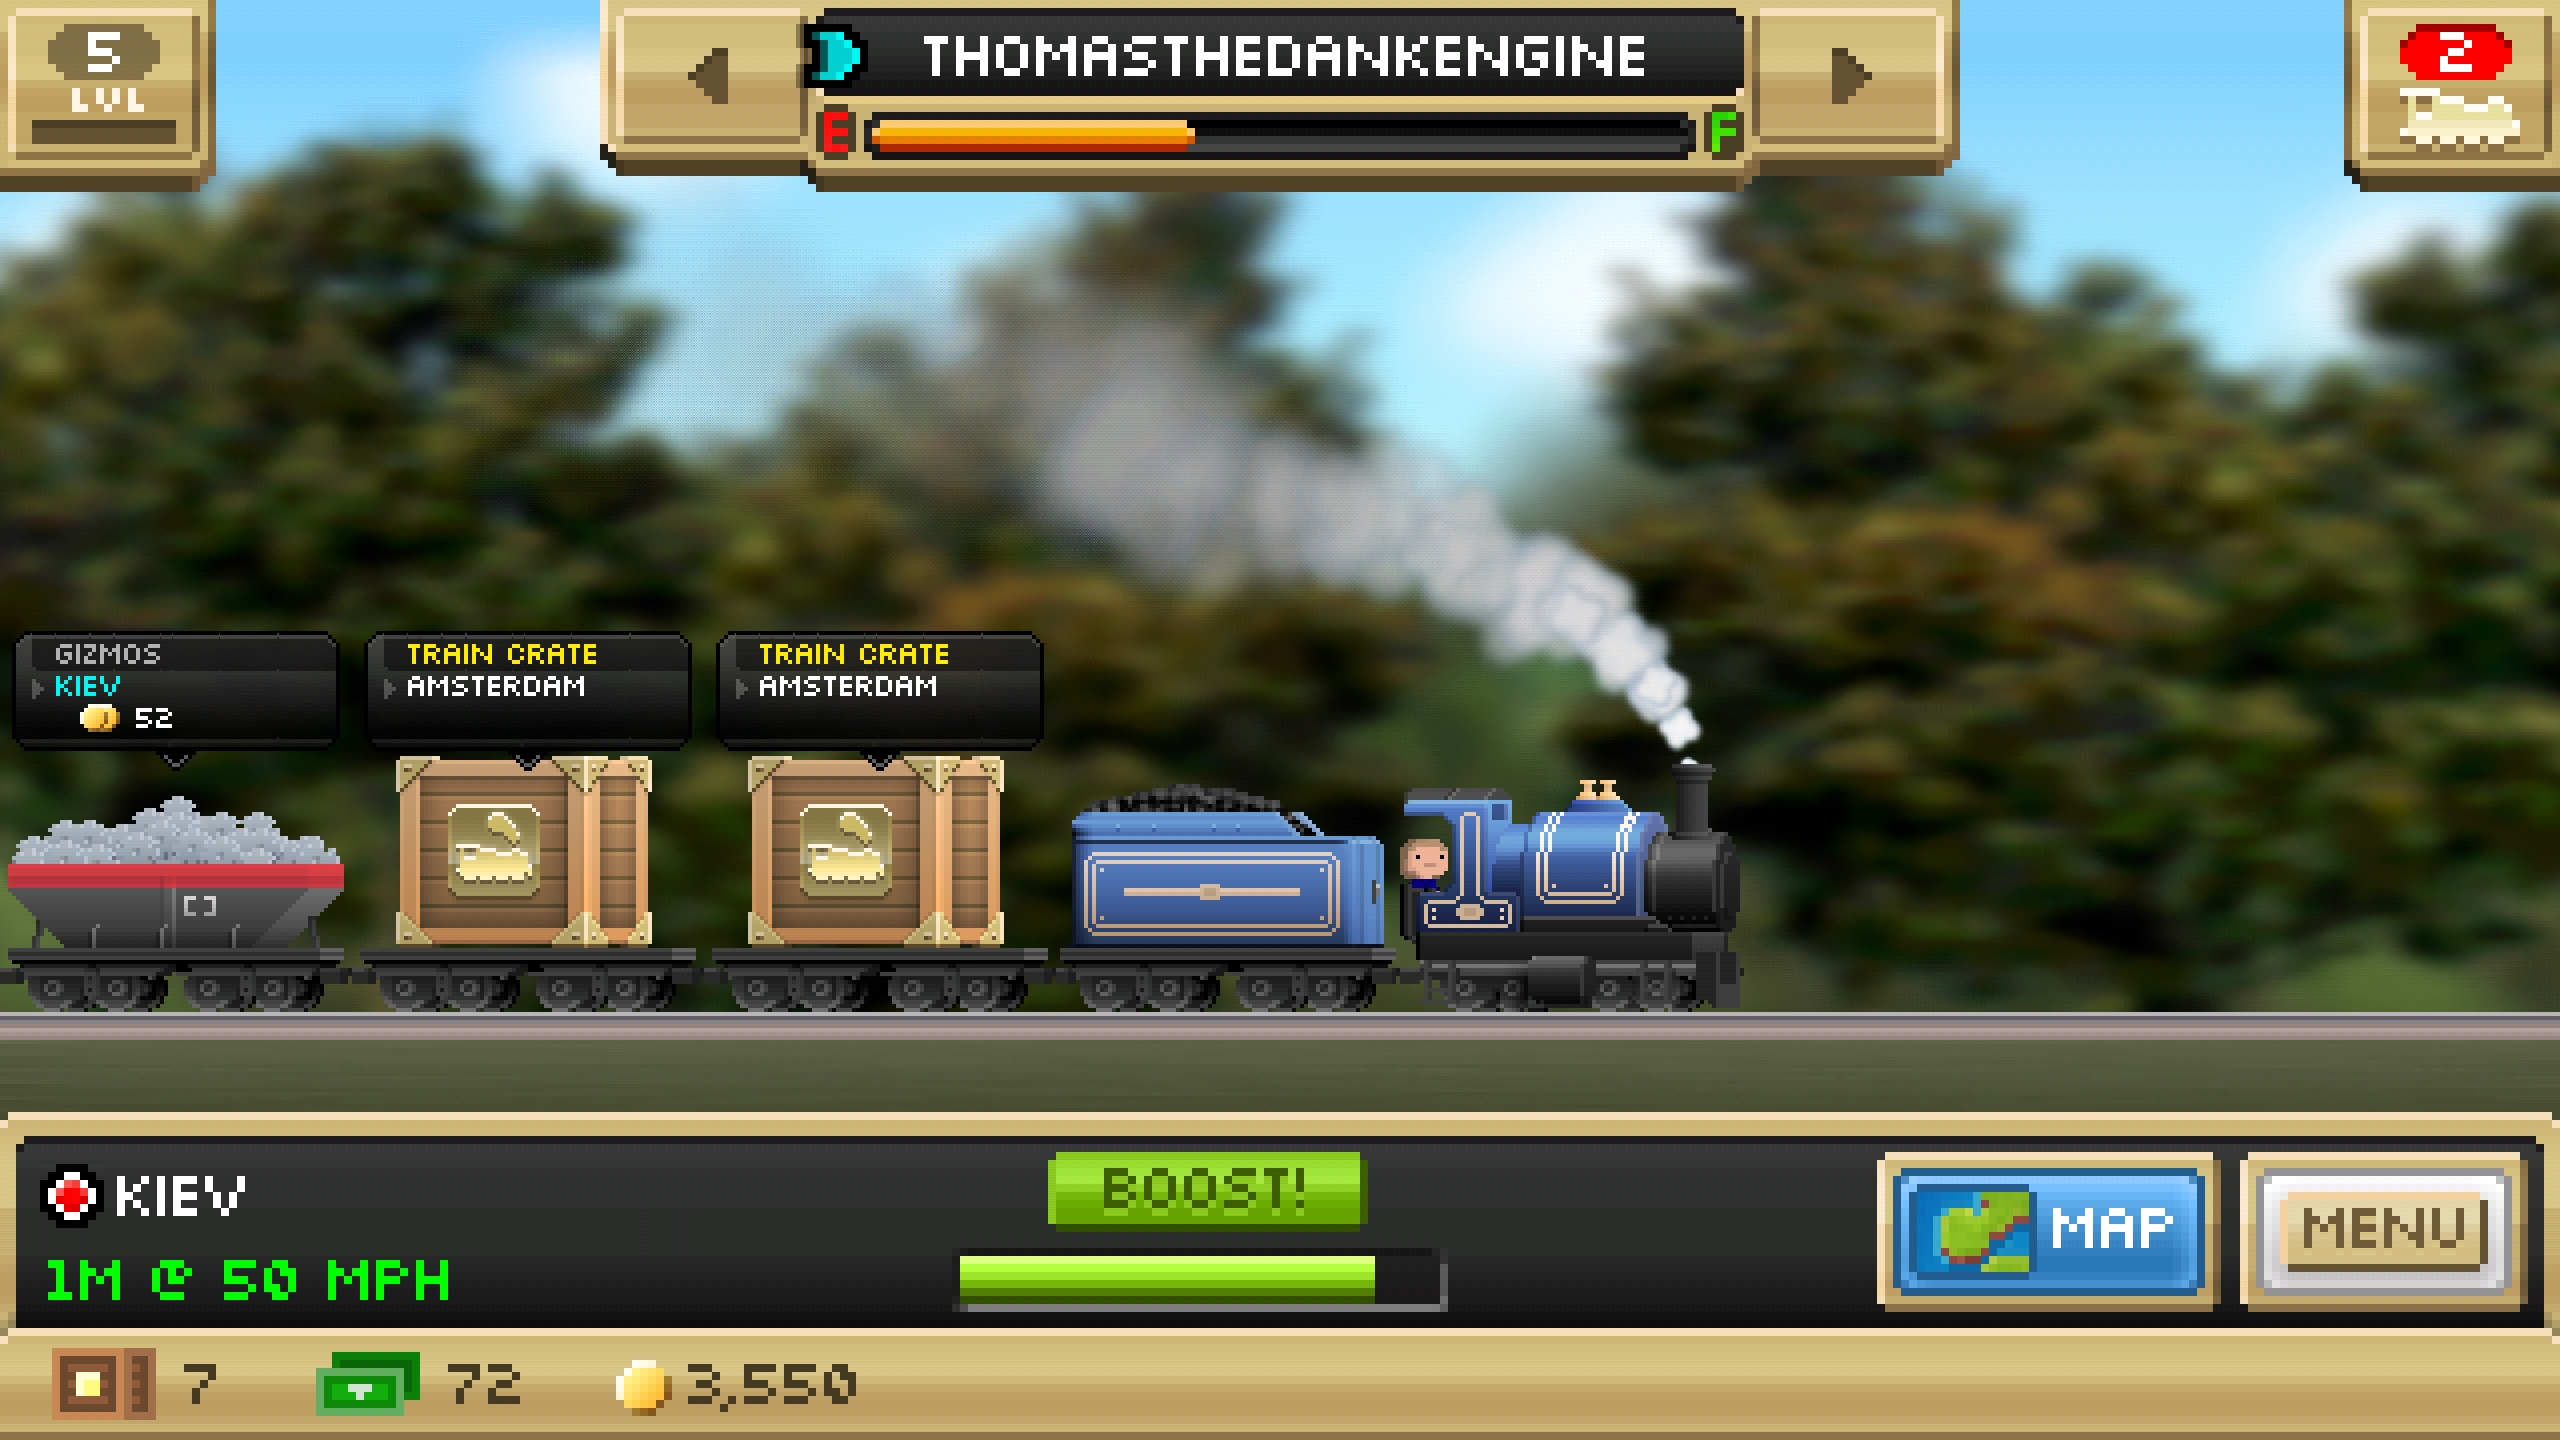 5
LVL
THOMASTHEDANKENGINE
E F
2
GIZMOS
KIEV
52
TRAIN CRATE
AMSTERDAM
TRAIN CRATE
AMSTERDAM
KIEV
1M @ 50 MPH
BOOST!
MAP
MENU
7
72
3,550